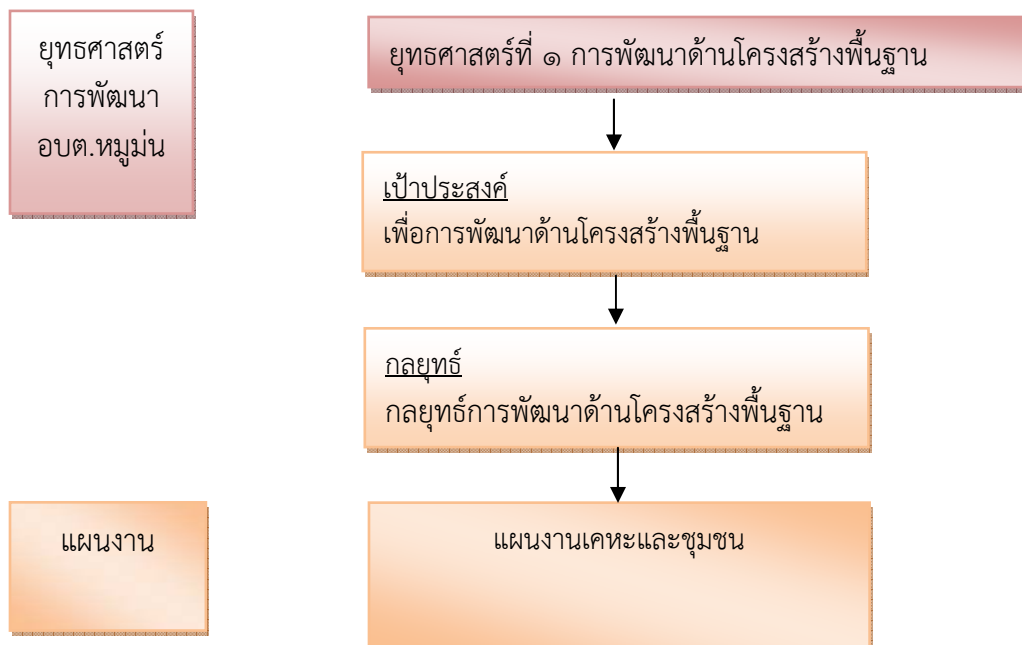 ยุทธศาสตร์
การพัฒนา
อบต.หมูม่น
ยุทธศาสตร์ที่ ๑ การพัฒนาด้านโครงสร้างพื้นฐาน
เป้าประสงค์
เพื่อการพัฒนาด้านโครงสร้างพื้นฐาน
กลยุทธ์
กลยุทธ์การพัฒนาด้านโครงสร้างพื้นฐาน
แผนงาน
แผนงานเคหะและชุมชน